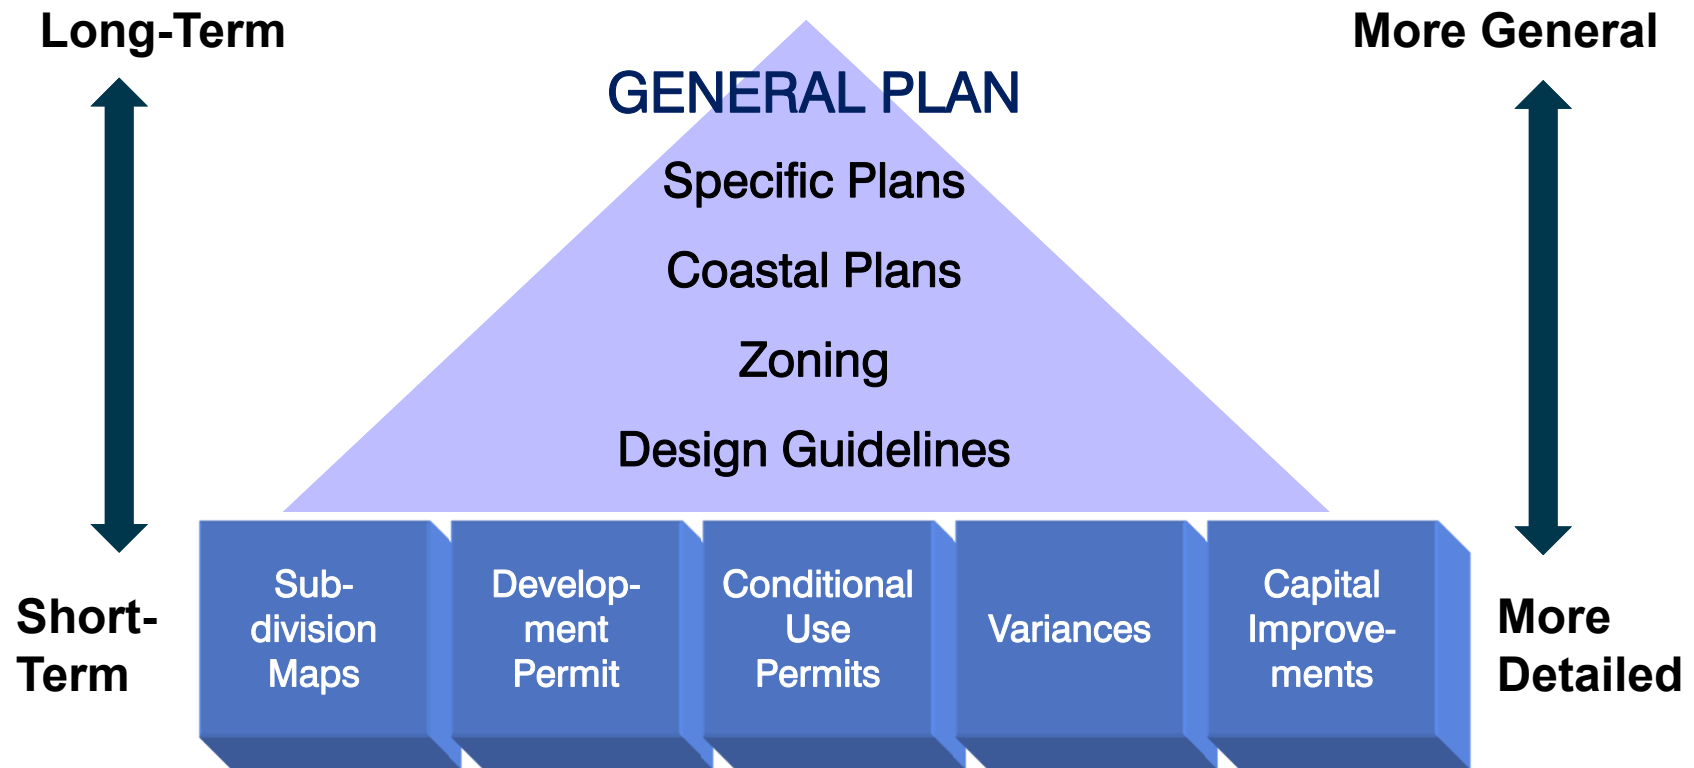 Long-Term
More General
GENERAL PLAN
Specific Plans
Coastal Plans
Zoning
Design Guidelines
Short-
Term
Sub-
division
Maps
Develop-
ment
Permit
Conditional
Use
Permits
Variances
Capital
Improve-
ments
More
Detailed